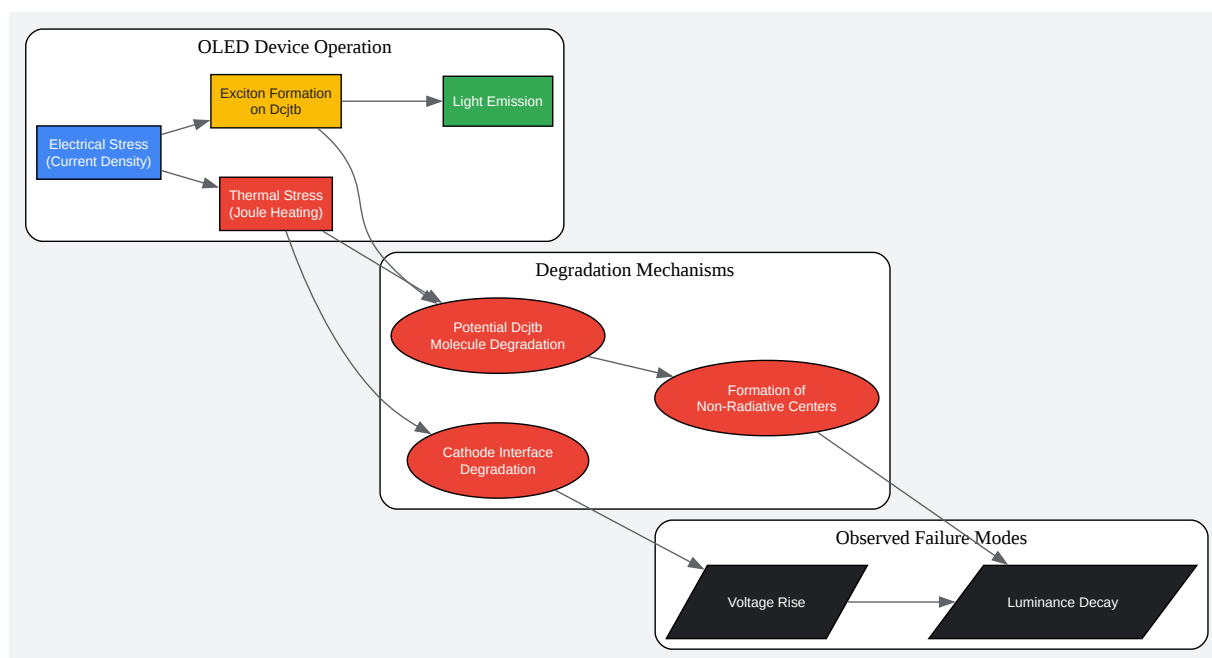 OLED Device Operation
Exciton Formation
on Dcjtb
Light Emission
Electrical Stress
(Current Density)
Thermal Stress
(Joule Heating)
Degradation Mechanisms
Potential Dcjtb
Molecule Degradation
Formation of
Non-Radiative Centers
Cathode Interface
Degradation
Observed Failure Modes
Voltage Rise
Luminance Decay